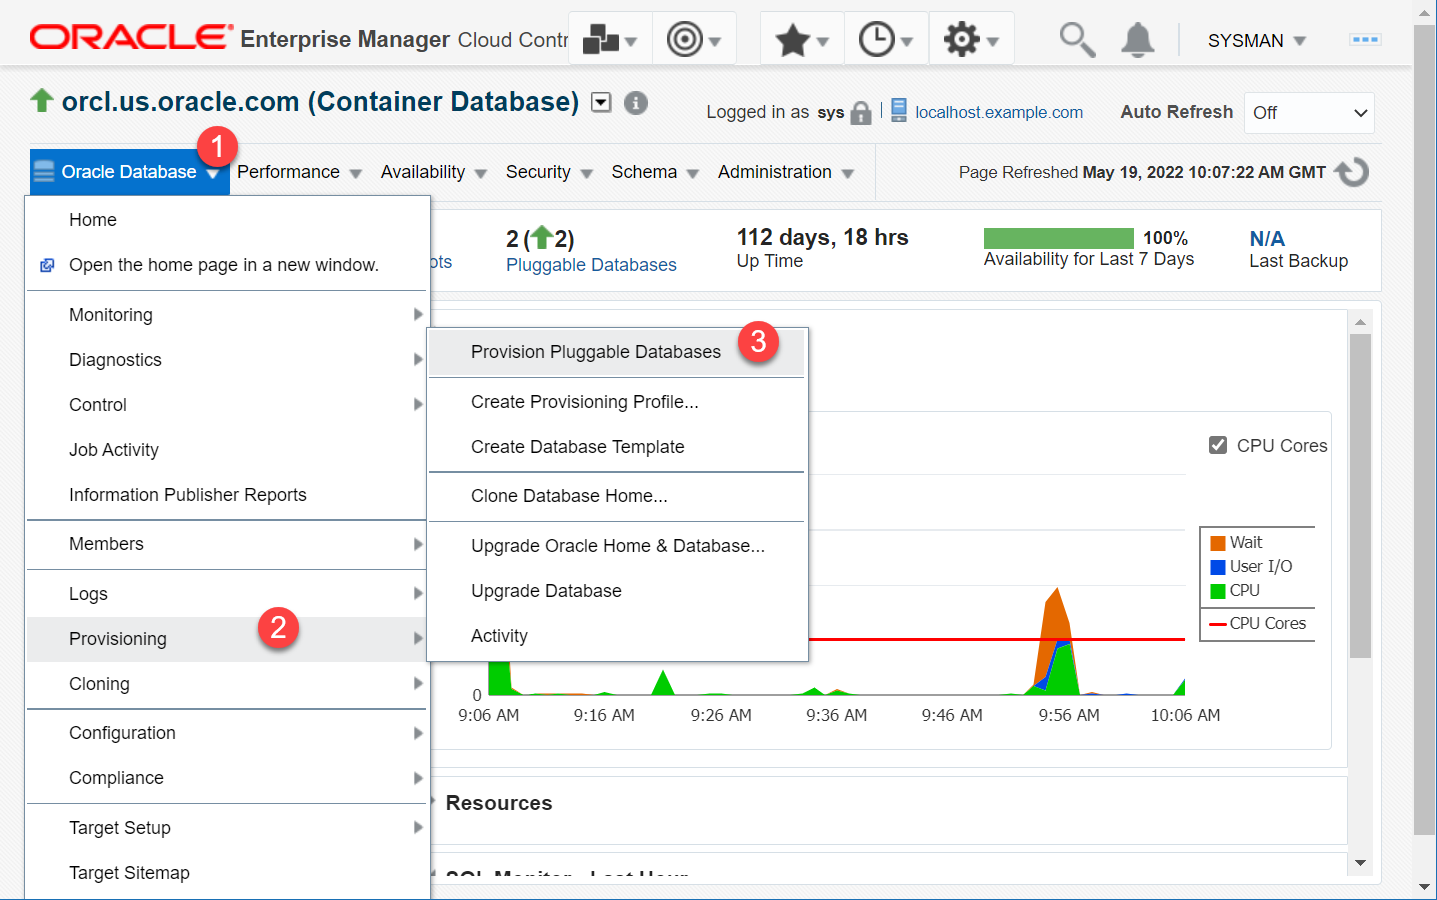 ORACLE Enterprise Manager Cloud Contr
SYSMAN
orcl.us.oracle.com (Container Database)
Logged in as sys localhost.example.com Auto Refresh Off
1
Oracle Database Performance Availability Security Schema Administration
Page Refreshed May 19, 2022 10:07:22 AM GMT
Home
Open the home page in a new window.
Monitoring
Diagnostics
Control
Job Activity
Information Publisher Reports
Members
Logs
Provisioning 2
Cloning
Configuration
Compliance
Target Setup
Target Sitemap
Provision Pluggable Databases 3
Create Provisioning Profile...
Create Database Template
Clone Database Home...
Upgrade Oracle Home & Database...
Upgrade Database
Activity
ots
2 (2)
Pluggable Databases
112 days, 18 hrs
Up Time
100%
Availability for Last 7 Days
N/A
Last Backup
CPU Cores
Wait
User I/O
CPU
CPU Cores
0
9:06 AM 9:16 AM 9:26 AM 9:36 AM 9:46 AM 9:56 AM 10:06 AM
Resources
SQL Monitor - Last Hour